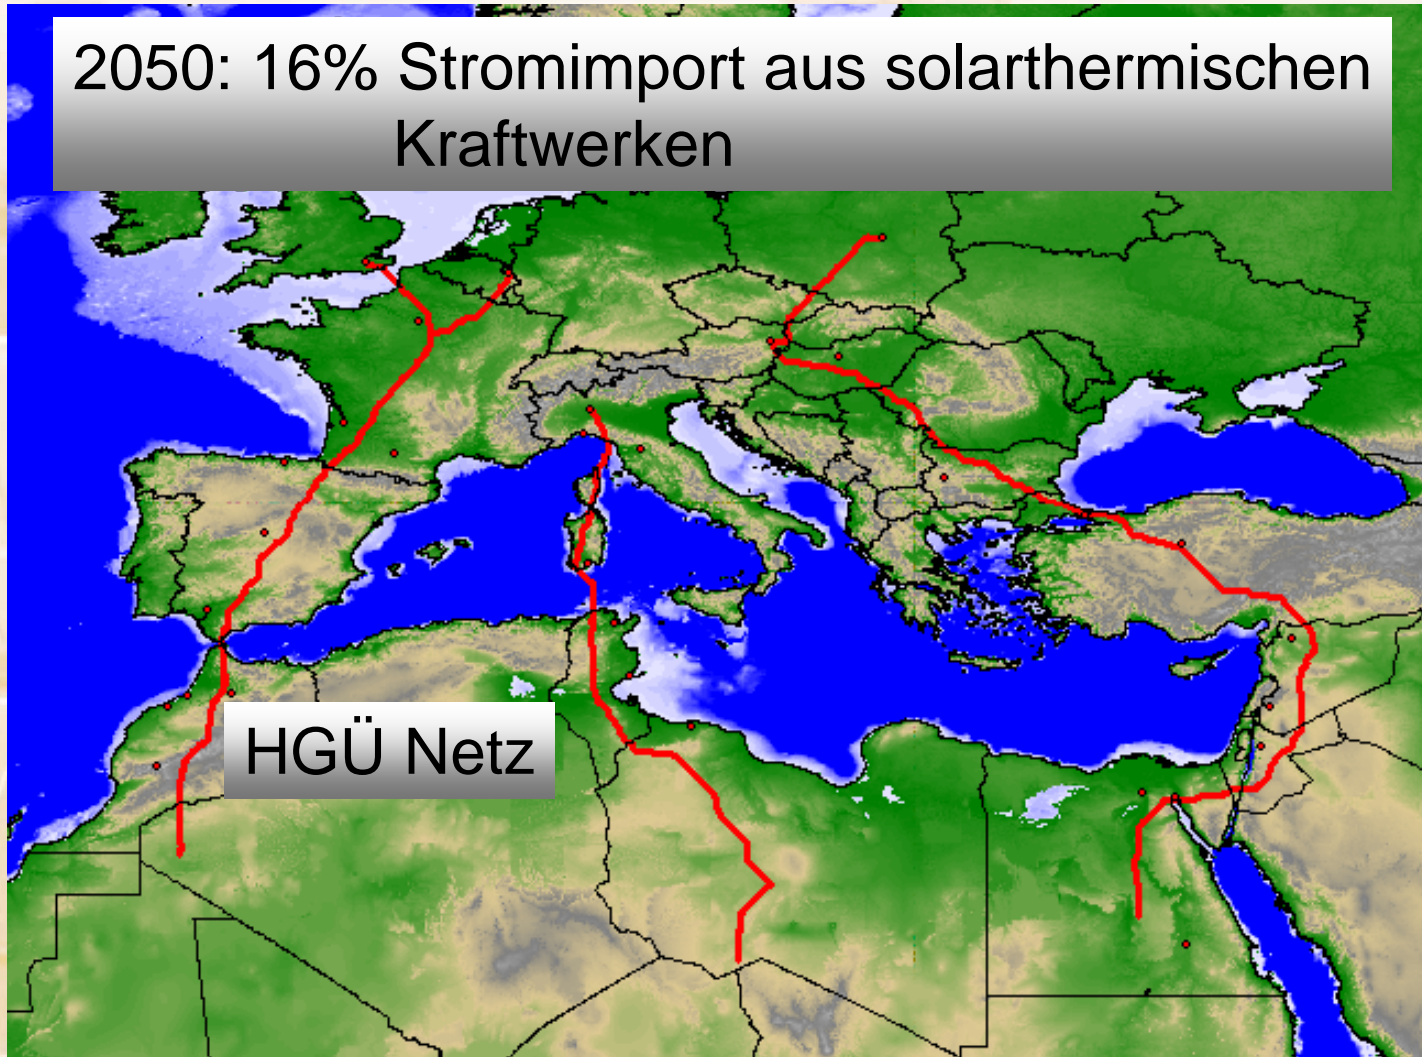 2050: 16% Stromimport aus solarthermischen
Kraftwerken
HGÜ Netz